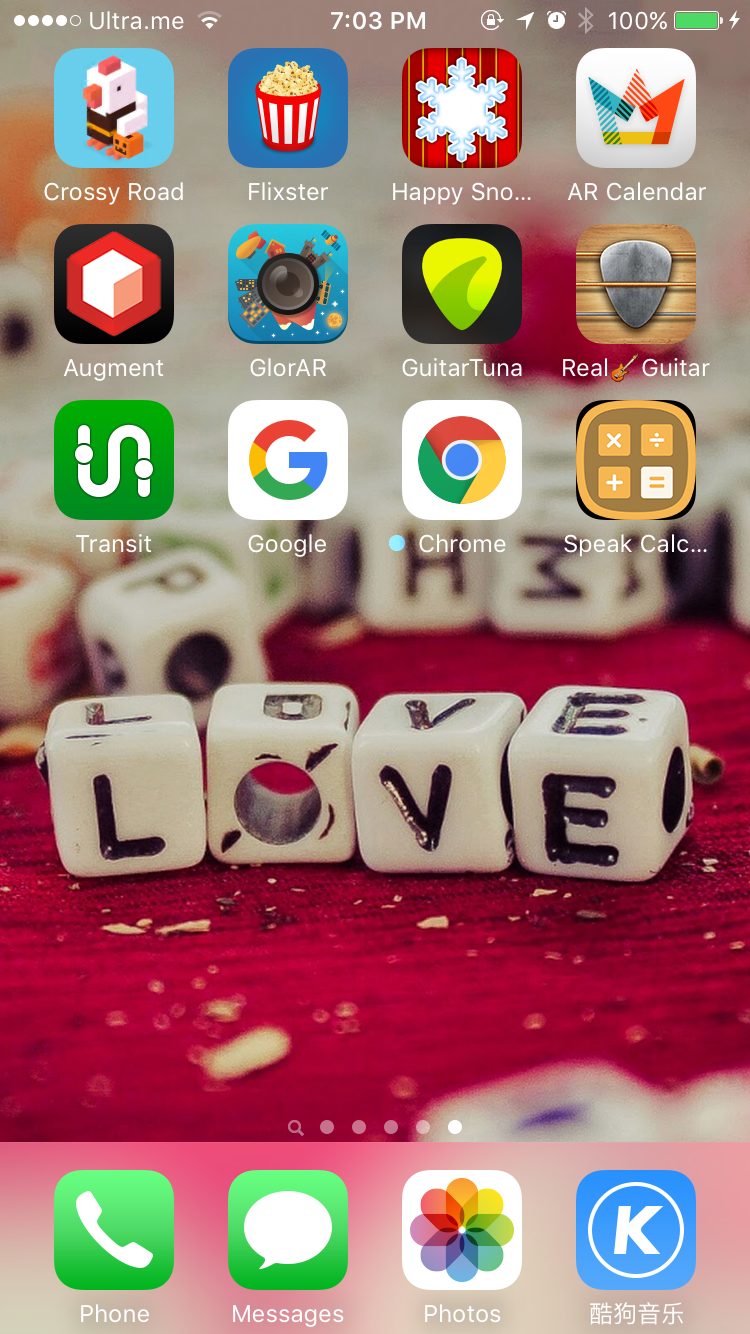 Ultra.me 7:03 PM 100%
Crossy Road Flixster Happy Sno... AR Calendar
Augment GlorAR GuitarTuna Real🎸Guitar
Transit Google Chrome Speak Calc...
H
L O V E
L O V E
Phone Messages Photos 酷狗音乐